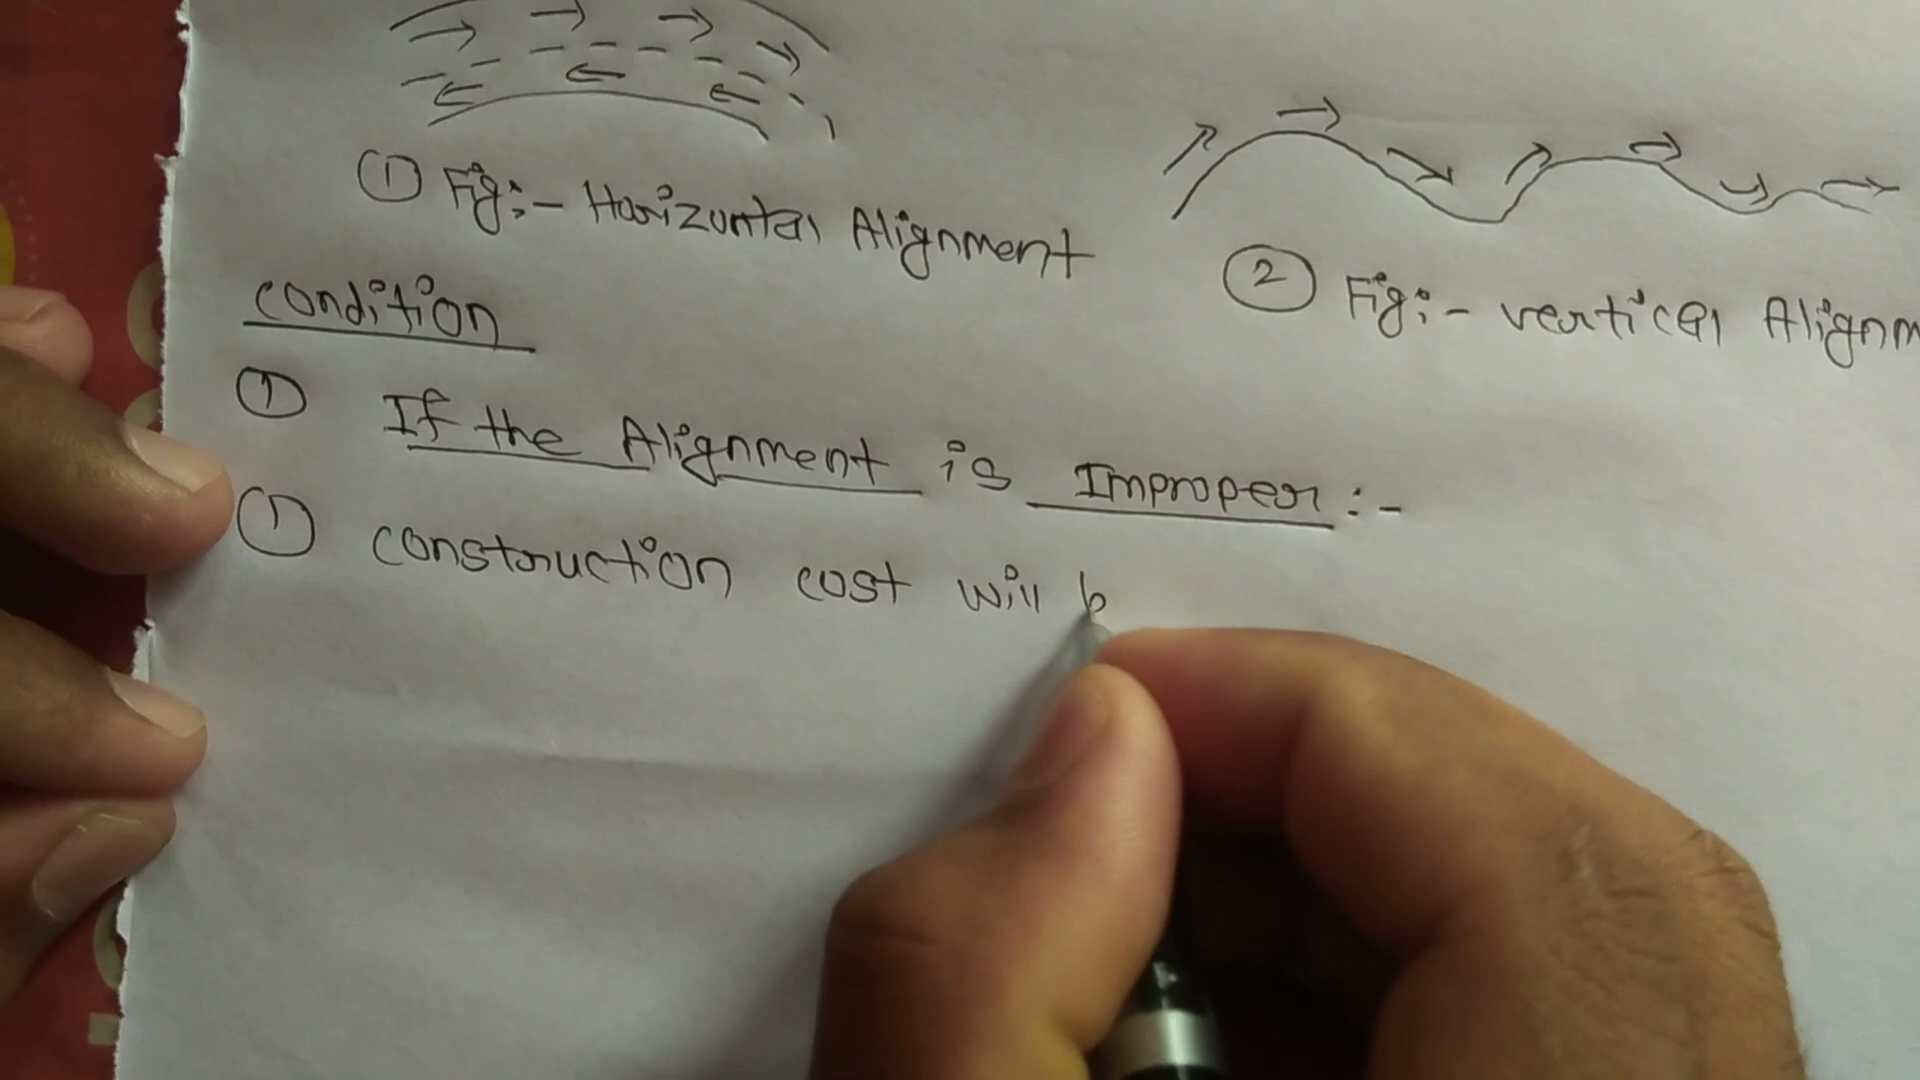 ① Fig:- Horizontal Alignment
② Fig:- vertical Alignm
condition
① If the Alignment is Improper:-
① construction cost will b